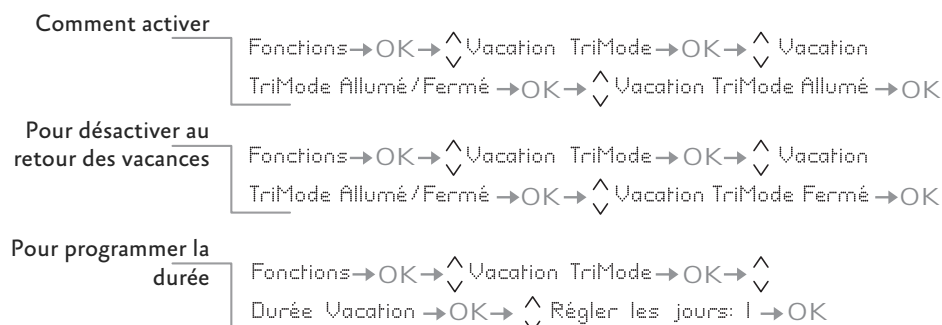 Comment activer
Fonctions→OK→Vacation TriMode→OK→ Vacation
TriMode Allumé/Fermé →OK→ Vacation TriMode Allumé →OK
Pour désactiver au
retour des vacances
Fonctions→OK→Vacation TriMode→OK→ Vacation
TriMode Allumé/Fermé →OK→ Vacation TriMode Fermé →OK
Pour programmer la
durée
Fonctions→OK→Vacation TriMode→OK→
Durée Vacation →OK→ Régler les jours: 1 →OK